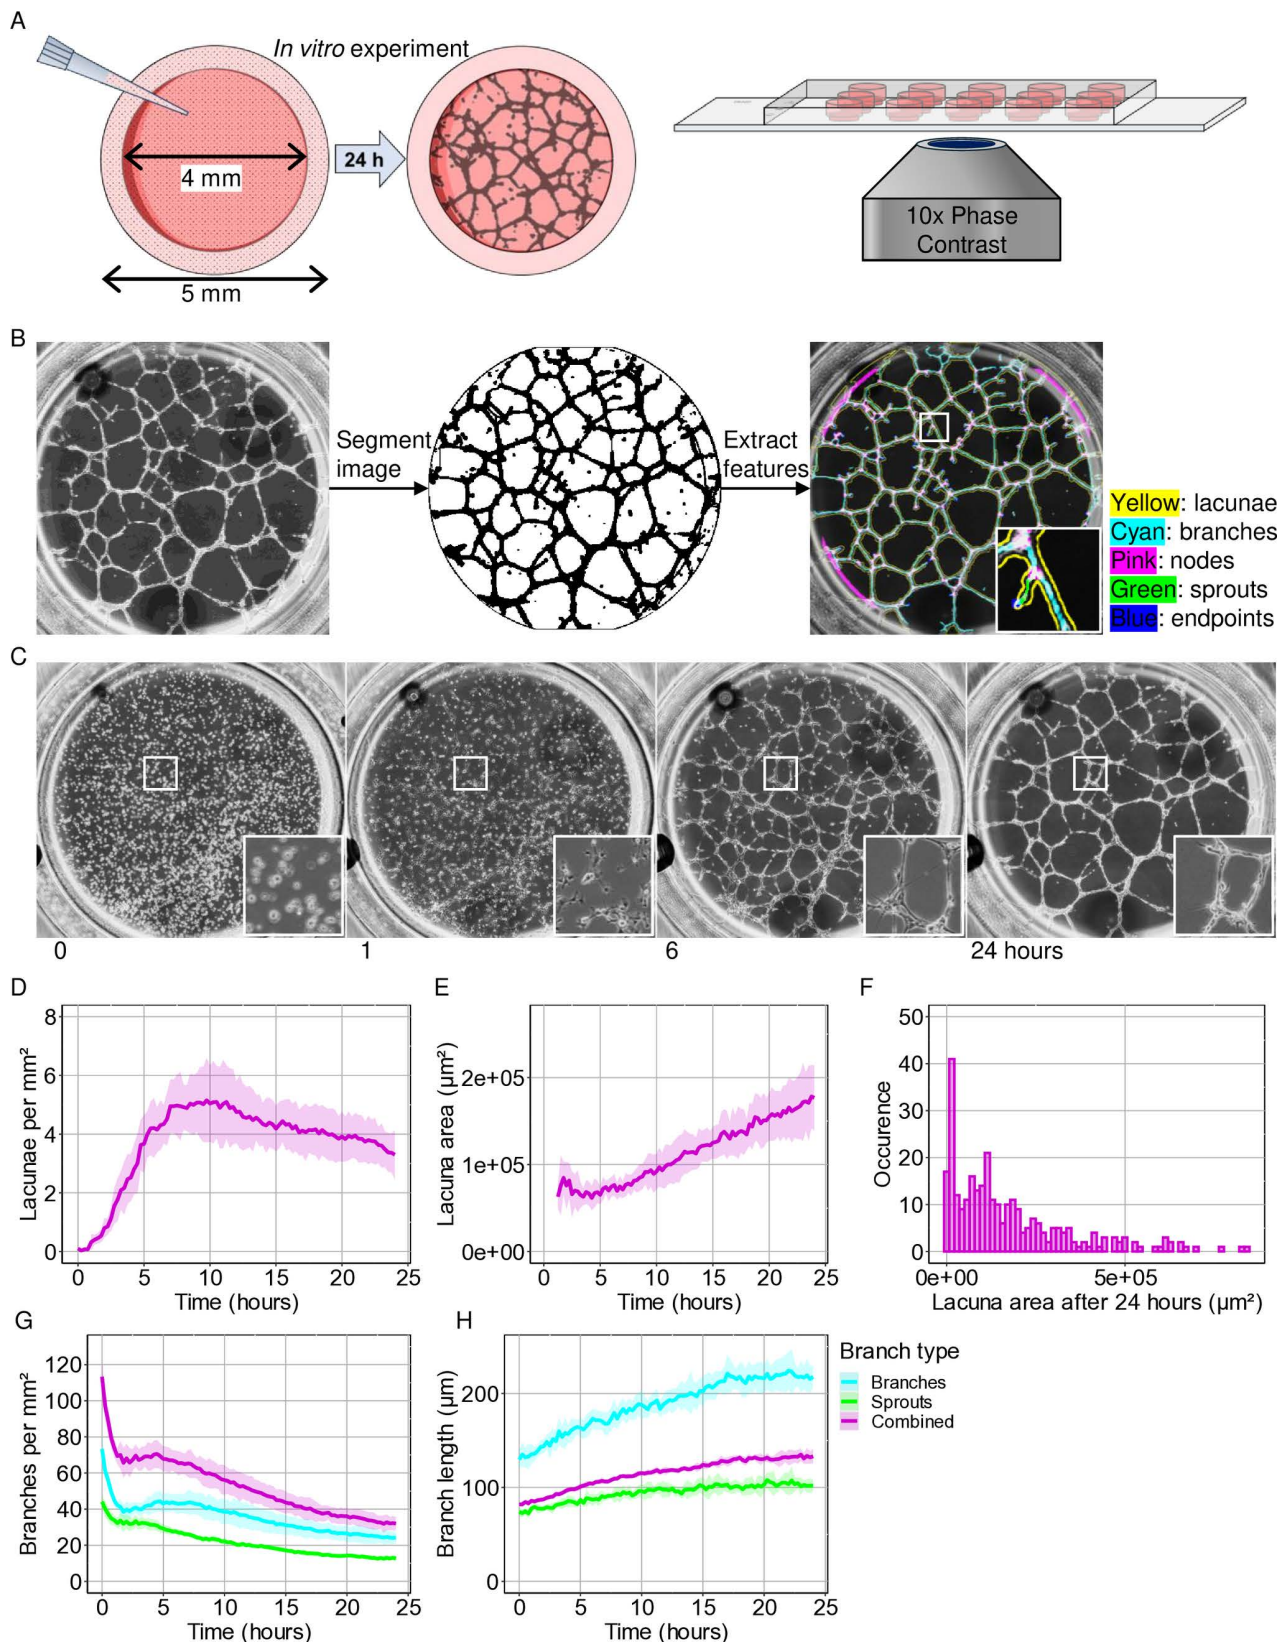 A
In vitro experiment
4 mm
24 h
5 mm
10x Phase
Contrast
B
Segment
image
Extract
features
Yellow: lacunae
Cyan: branches
Pink: nodes
Green: sprouts
Blue: endpoints
C
0
1
6
24 hours
D
Lacunae per mm²
8
6
4
2
0
0
5
10
15
20
25
Time (hours)
E
Lacuna area (µm²)
2e+05
1e+05
0e+00
0
5
10
15
20
25
Time (hours)
F
Occurence
50
40
30
20
10
0
0e+00
5e+05
Lacuna area after 24 hours (µm²)
G
Branches per mm²
120
100
80
60
40
20
0
0
5
10
15
20
25
Time (hours)
H
Branch length (µm)
200
100
0
0
5
10
15
20
25
Time (hours)
Branch type
Branches
Sprouts
Combined